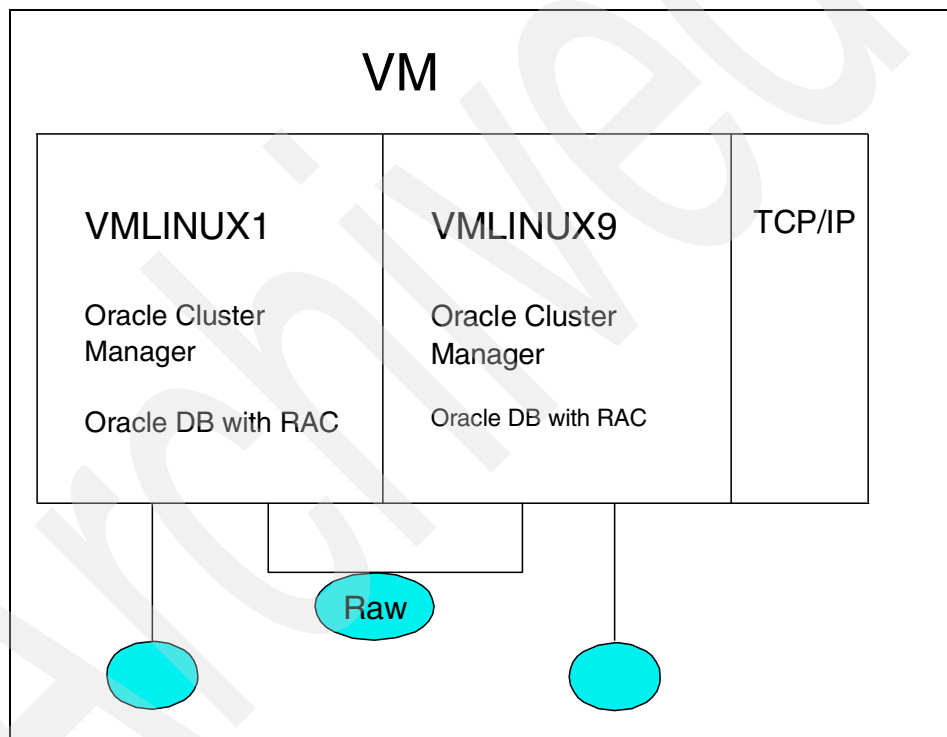 VM
VMLINUX1
Oracle Cluster
Manager
Oracle DB with RAC
VMLINUX9
Oracle Cluster
Manager
Oracle DB with RAC
TCP/IP
Raw
Archived